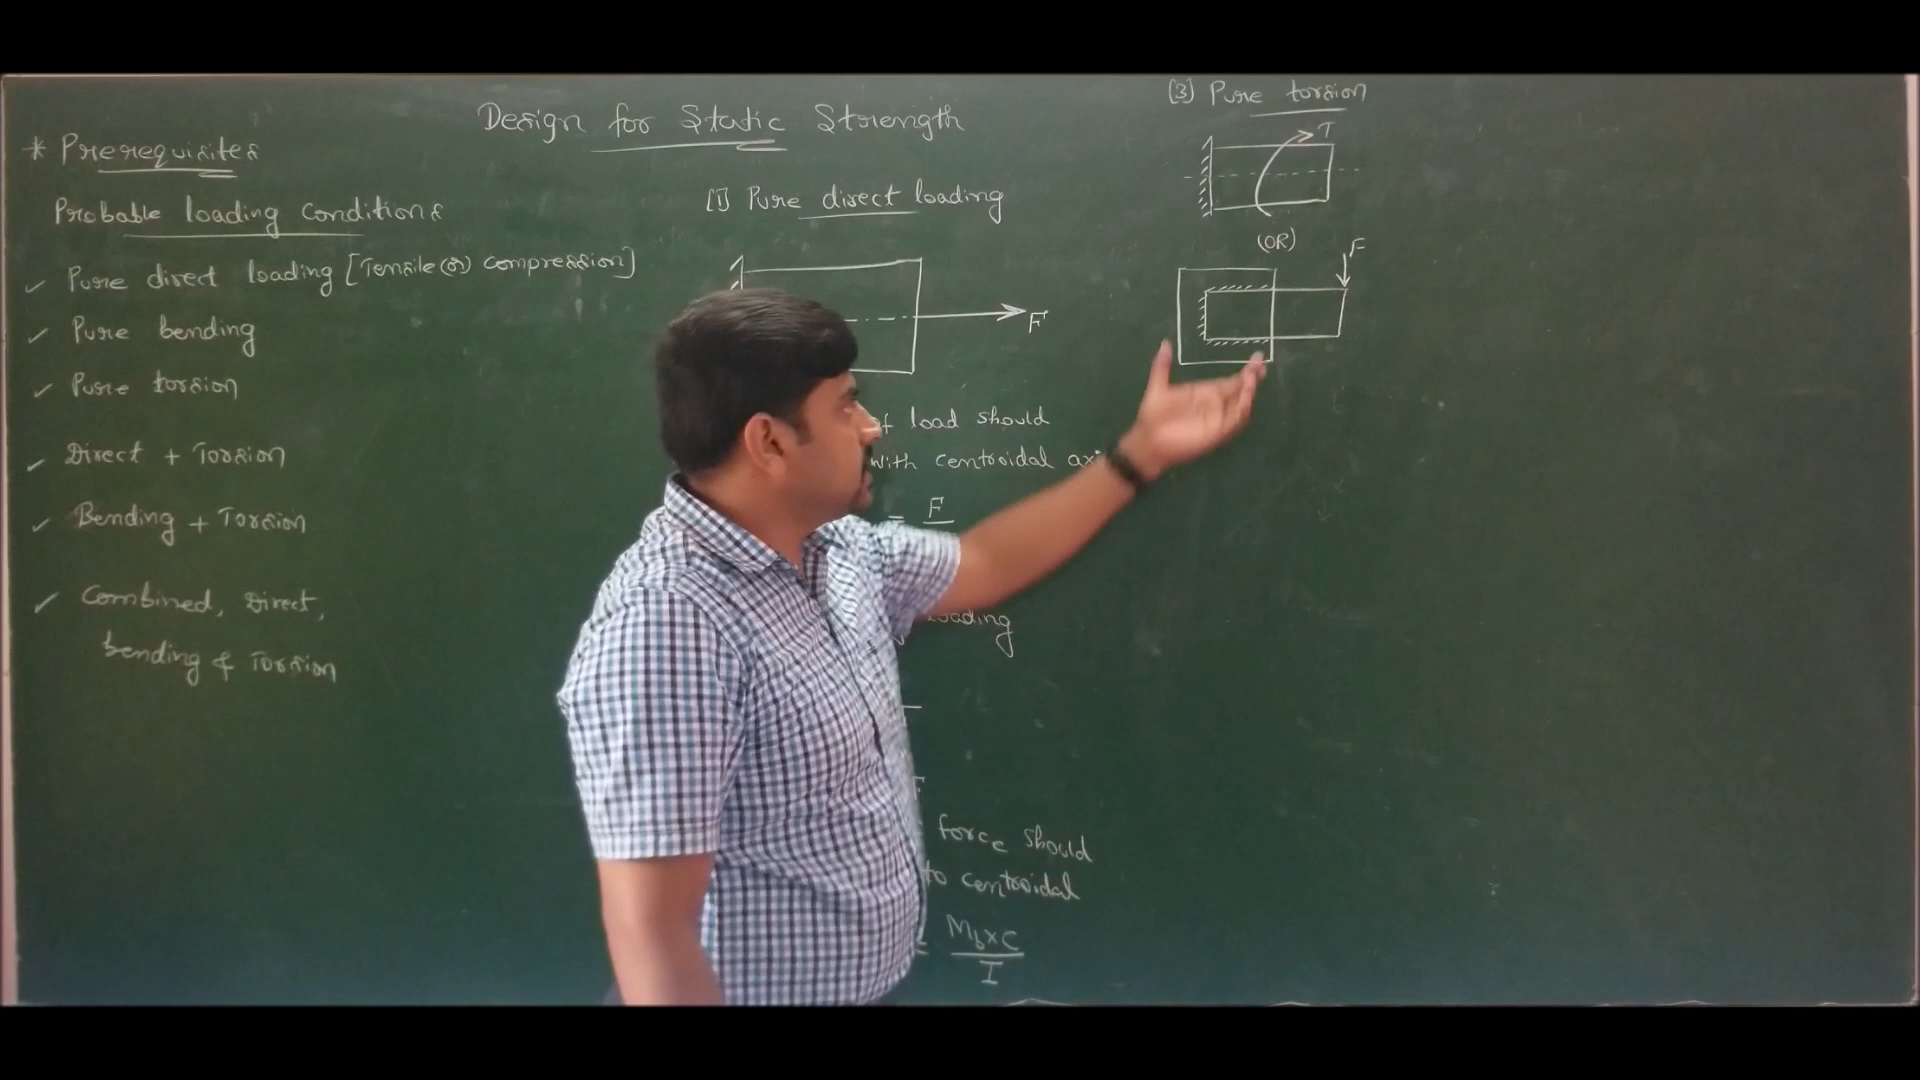 Design for Static Strength
* Prerequisites
Probable loading Conditions
✓ Pure direct loading [Tensile (or) compression]
✓ Pure bending
✓ Pure torsion
✓ Direct + Torsion
✓ Bending + Torsion
✓ Combined, Direct,
bending & Torsion
[1] Pure direct loading
F
of load should
with centroidal
= F
loading
F
force should
to centroidal
= Mb×C
I
[3] Pure torsion
T
(OR)
F